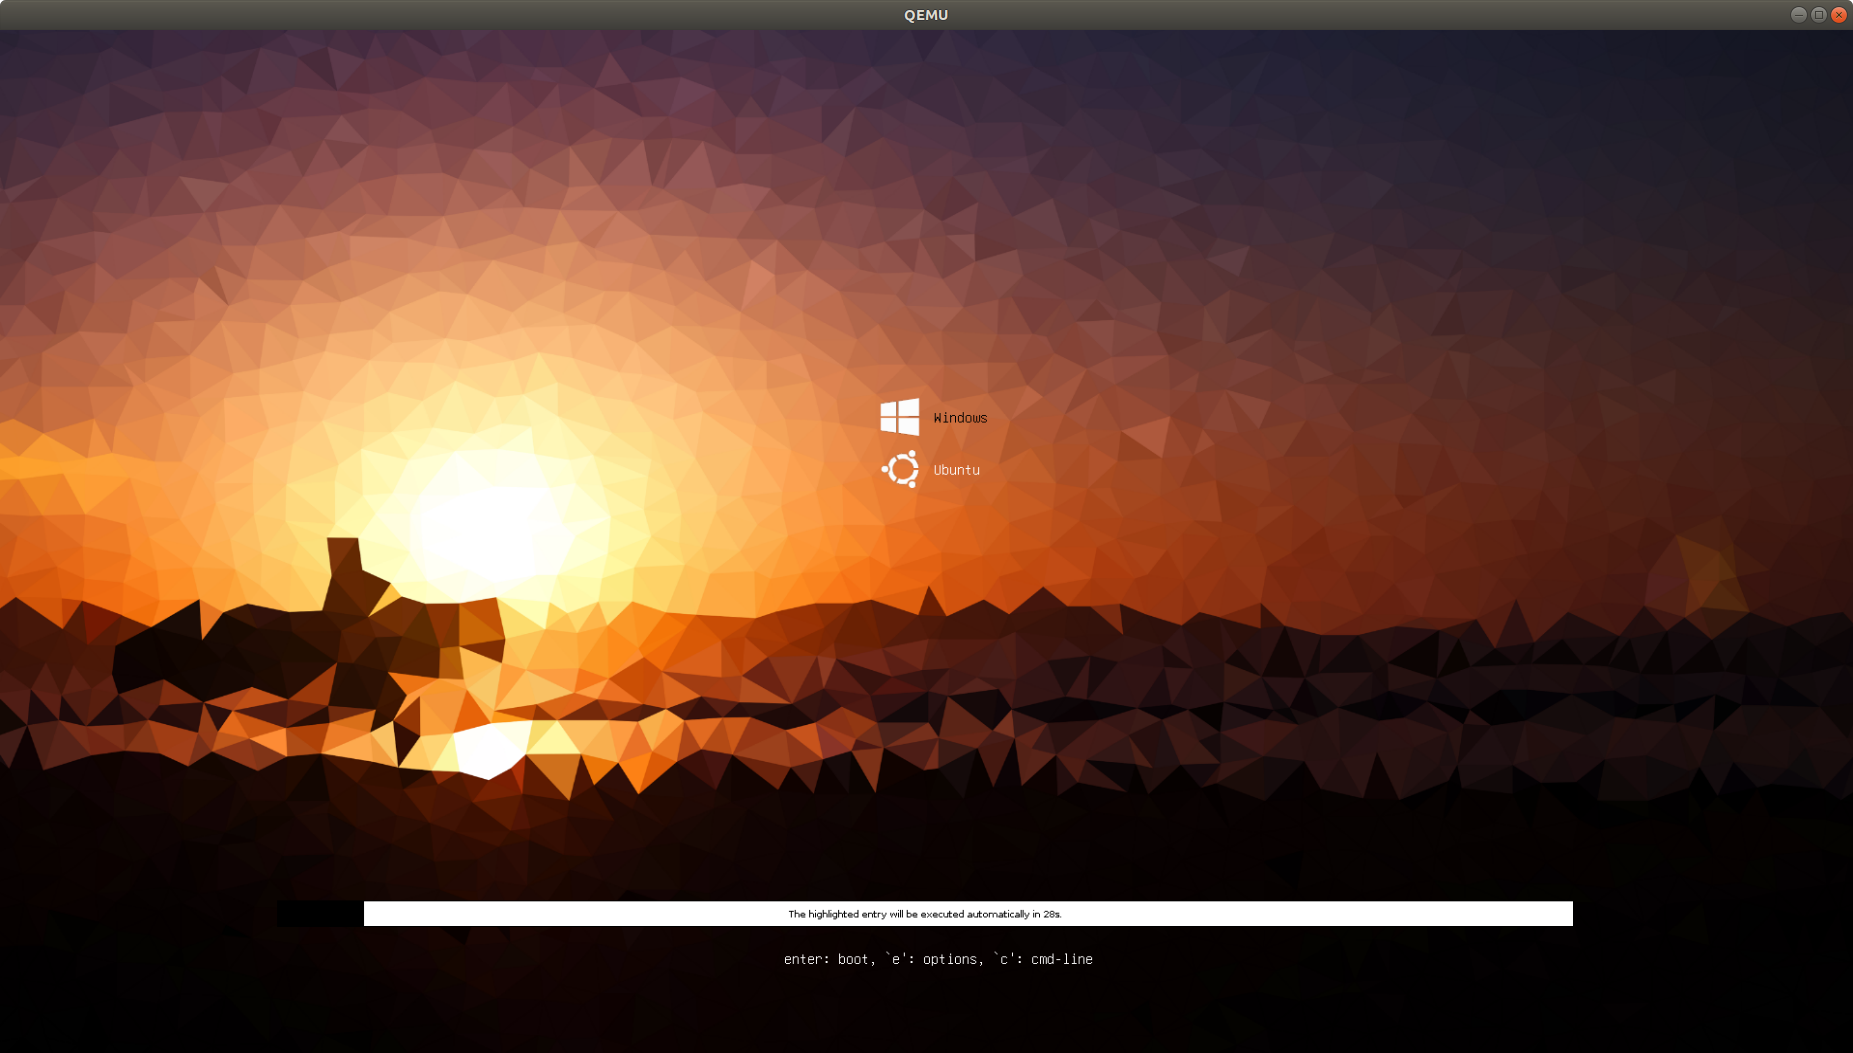 QEMU
Windows
Ubuntu
The highlighted entry will be executed automatically in 28s.
enter: boot, `e': options, `c': cmd-line